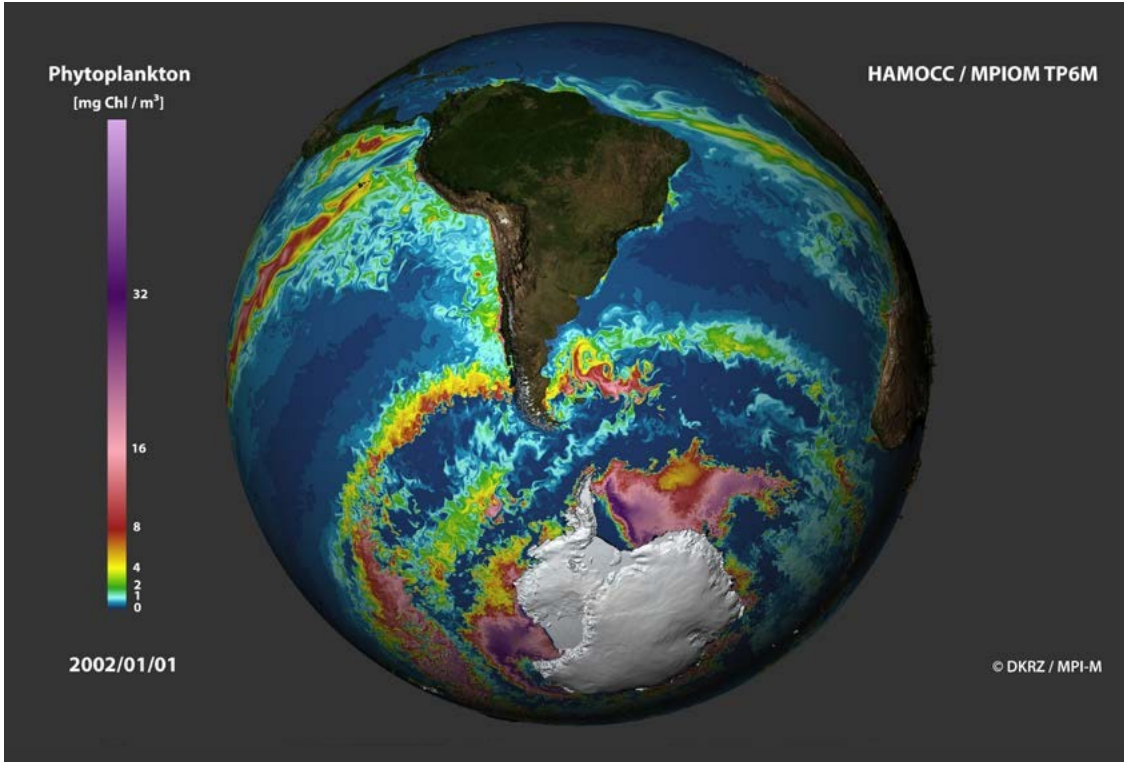 Phytoplankton
[mg Chl / m³]
HAMOCC / MPIOM TP6M
32
16
8
4
2
1
0
2002/01/01
© DKRZ / MPI-M